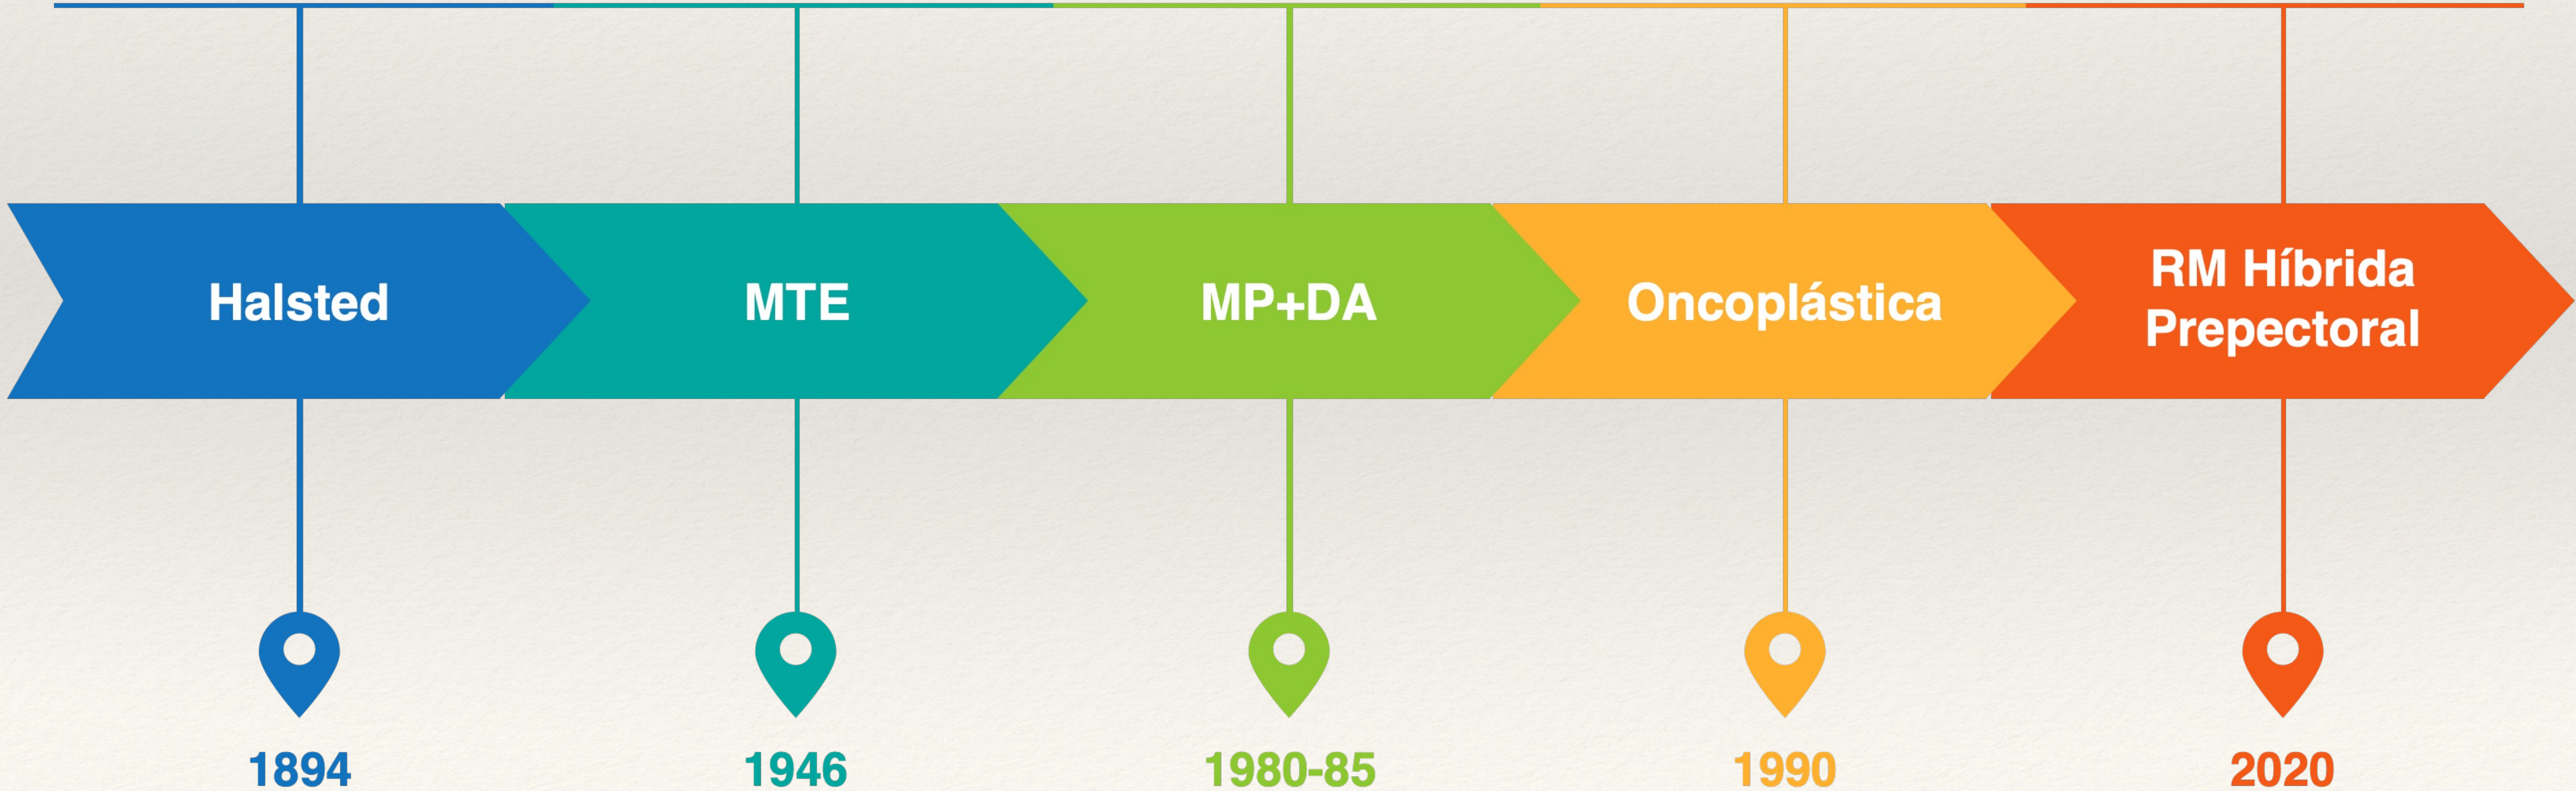 Halsted
MTE
MP+DA
Oncoplástica
RM Híbrida
Prepectoral
1894
1946
1980-85
1990
2020